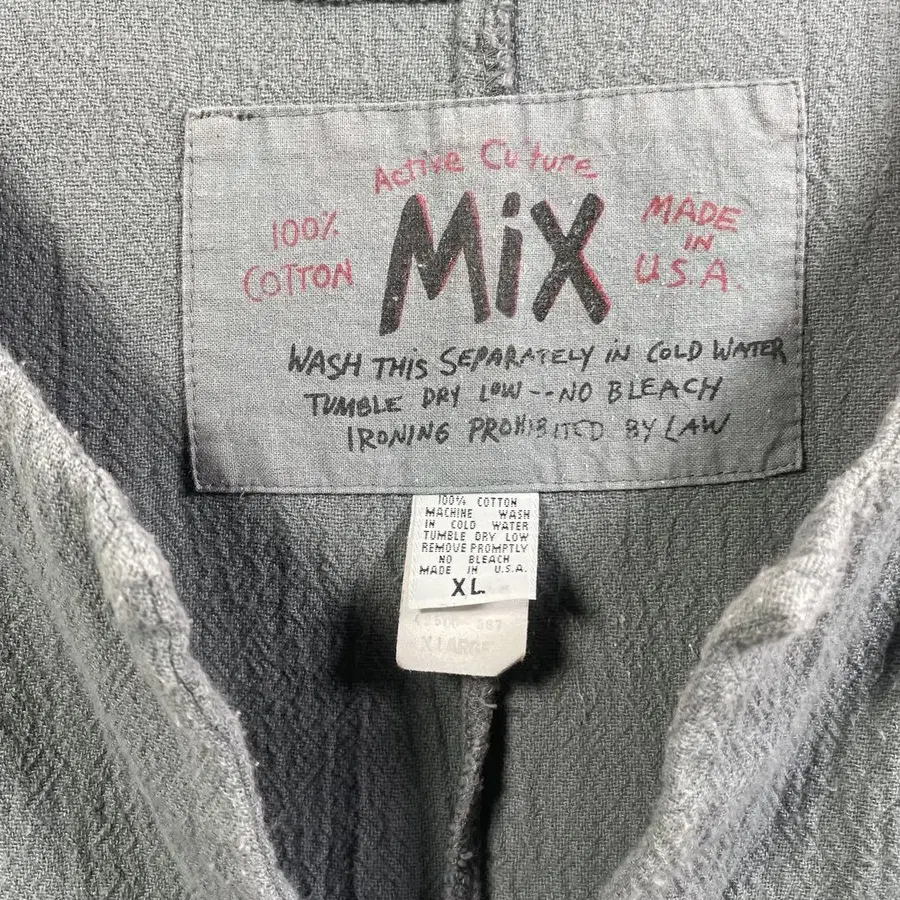 Active Culture
100% COTTON
MiX
MADE IN U.S.A.
WASH THIS SEPARATELY IN COLD WATER
TUMBLE DRY LOW -- NO BLEACH
IRONING PROHIBITED BY LAW
100% COTTON
MACHINE WASH
IN COLD WATER
TUMBLE DRY LOW
REMOVE PROMPTLY
NO BLEACH
MADE IN U.S.A.
XL
X LARGE